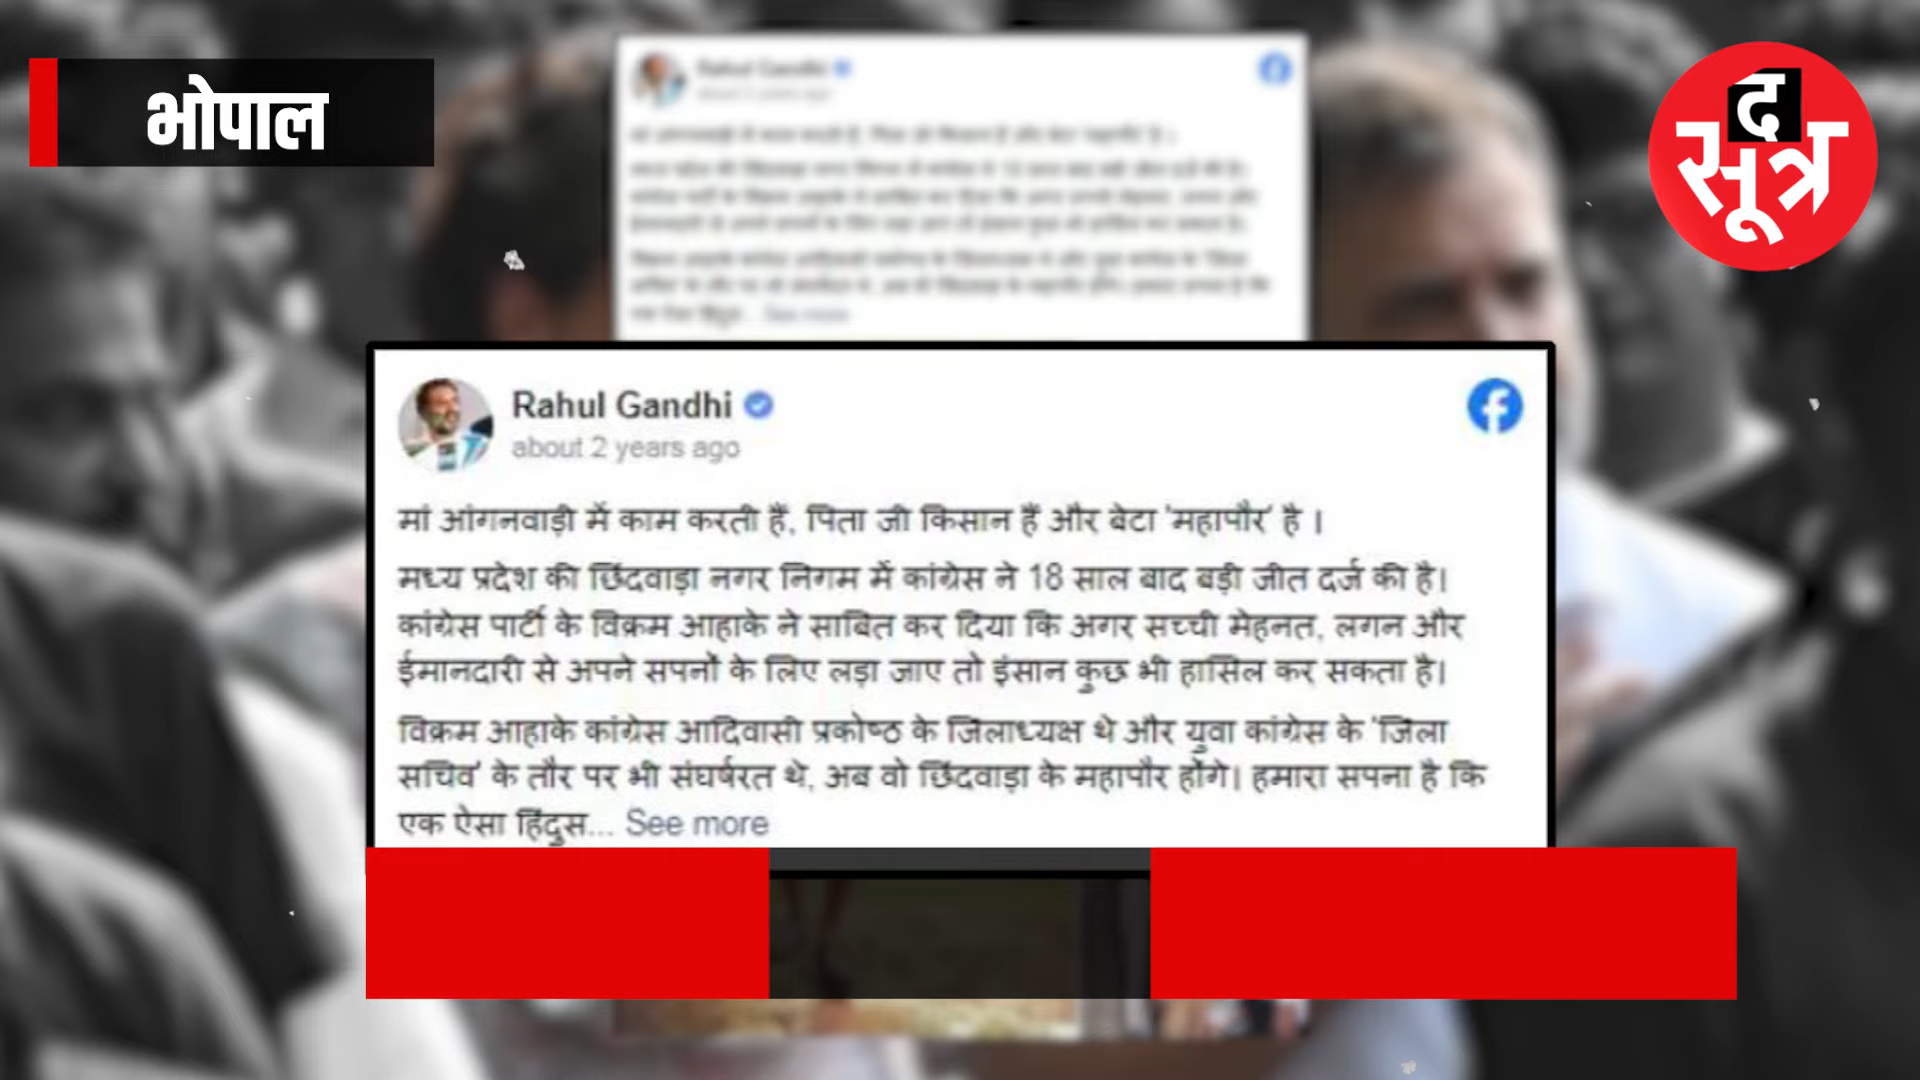 भोपाल
द
सूत्र
Rahul Gandhi
about 2 years ago
मां आंगनवाड़ी में काम करती हैं, पिता जी किसान हैं और बेटा 'महापौर' है ।
मध्य प्रदेश की छिंदवाड़ा नगर निगम में कांग्रेस ने 18 साल बाद बड़ी जीत दर्ज की है।
कांग्रेस पार्टी के विक्रम आहाके ने साबित कर दिया कि अगर सच्ची मेहनत, लगन और
ईमानदारी से अपने सपनों के लिए लड़ा जाए तो इंसान कुछ भी हासिल कर सकता है।
विक्रम आहाके कांग्रेस आदिवासी प्रकोष्ठ के जिलाध्यक्ष थे और युवा कांग्रेस के 'जिला
सचिव' के तौर पर भी संघर्षरत थे, अब वो छिंदवाड़ा के महापौर होंगे। हमारा सपना है कि
एक ऐसा हिंदुस... See more